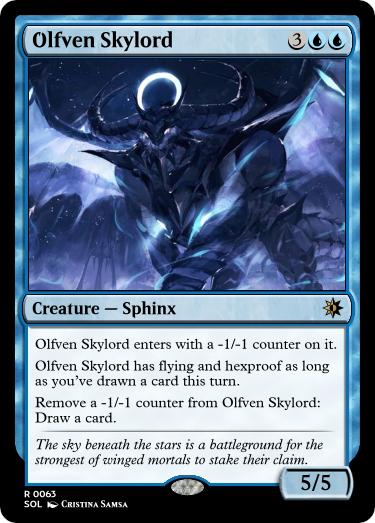 Olfven Skylord 3
Creature — Sphinx
Olfven Skylord enters with a -1/-1 counter on it.
Olfven Skylord has flying and hexproof as long
as you've drawn a card this turn.
Remove a -1/-1 counter from Olfven Skylord:
Draw a card.
The sky beneath the stars is a battleground for the
strongest of winged mortals to stake their claim.
5/5
R 0063
SOL Cristina Samsa